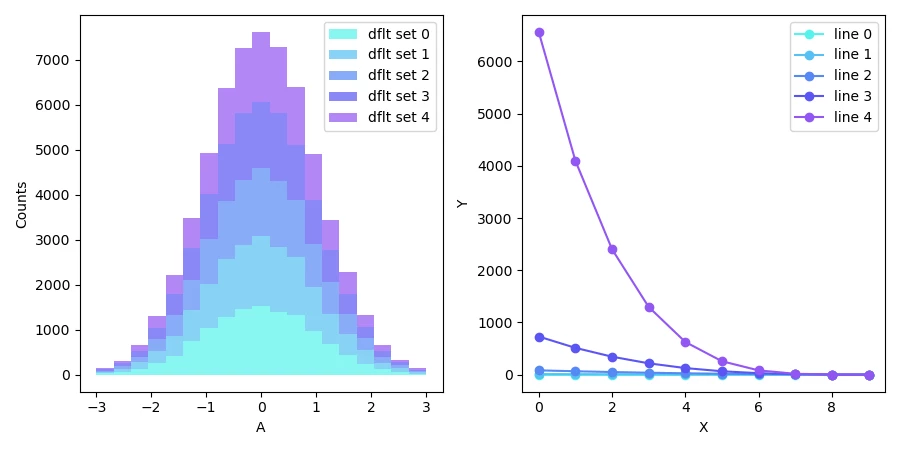 7000
6000
5000
4000
3000
2000
1000
0
Counts
−3 −2 −1 0 1 2 3
A
dflt set 0
dflt set 1
dflt set 2
dflt set 3
dflt set 4
6000
5000
4000
3000
2000
1000
0
Y
0 2 4 6 8
X
line 0
line 1
line 2
line 3
line 4